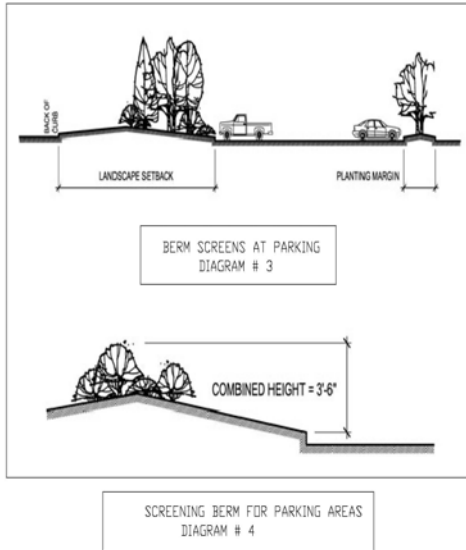 BACK OF
CURB
LANDSCAPE SETBACK
PLANTING MARGIN
BERM SCREENS AT PARKING
DIAGRAM # 3
COMBINED HEIGHT = 3'-6"
SCREENING BERM FOR PARKING AREAS
DIAGRAM # 4